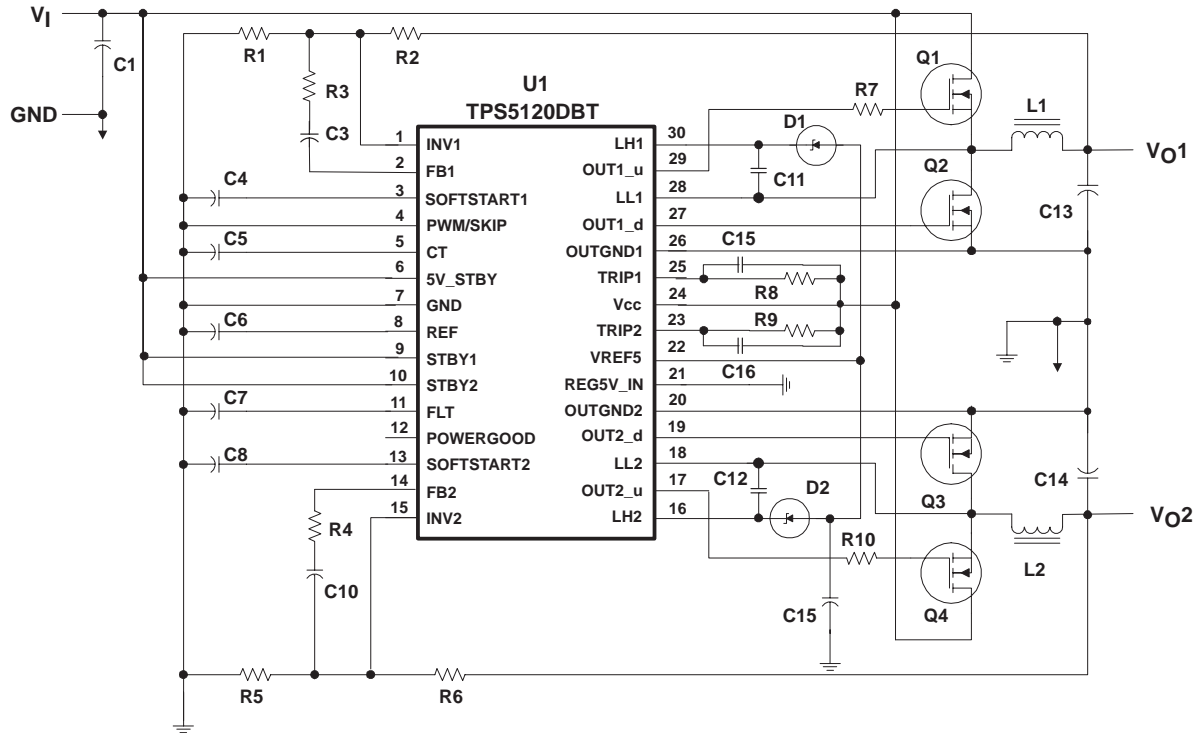 VI
GND
C1
R1
R2
R3
C3
U1
TPS5120DBT
C4
C5
C6
C7
C8
R4
C10
R5
R6
1 INV1
2 FB1
3 SOFTSTART1
4 PWM/SKIP
5 CT
6 5V_STBY
7 GND
8 REF
9 STBY1
10 STBY2
11 FLT
12 POWERGOOD
13 SOFTSTART2
14 FB2
15 INV2
LH1 30
OUT1_u 29
LL1 28
OUT1_d 27
OUTGND1 26
TRIP1 25
Vcc 24
TRIP2 23
VREF5 22
REG5V_IN 21
OUTGND2 20
OUT2_d 19
LL2 18
OUT2_u 17
LH2 16
D1
C11
R7
Q1
Q2
L1
VO1
C13
C15
R8
R9
C16
C12
D2
R10
C15
Q3
Q4
C14
L2
VO2